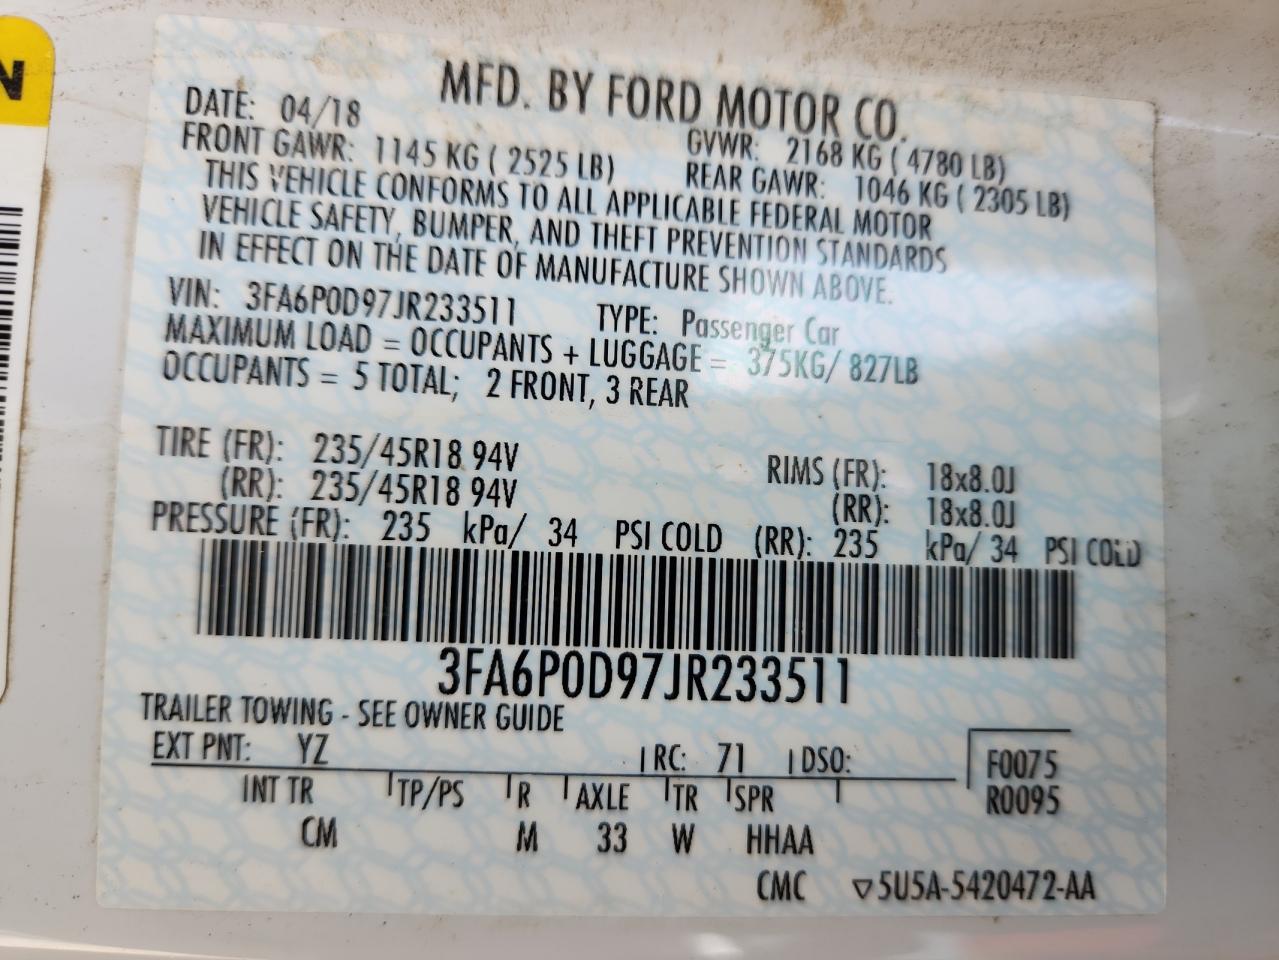 N
MFD. BY FORD MOTOR CO.
DATE: 04/18 GVWR: 2168 KG ( 4780 LB)
FRONT GAWR: 1145 KG ( 2525 LB) REAR GAWR: 1046 KG ( 2305 LB)
THIS VEHICLE CONFORMS TO ALL APPLICABLE FEDERAL MOTOR
VEHICLE SAFETY, BUMPER, AND THEFT PREVENTION STANDARDS
IN EFFECT ON THE DATE OF MANUFACTURE SHOWN ABOVE.
VIN: 3FA6P0D97JR233511 TYPE: Passenger Car
MAXIMUM LOAD = OCCUPANTS + LUGGAGE = 375KG/ 827LB
OCCUPANTS = 5 TOTAL; 2 FRONT, 3 REAR
TIRE (FR): 235/45R18 94V RIMS (FR): 18x8.0J
(RR): 235/45R18 94V (RR): 18x8.0J
PRESSURE (FR): 235 kPa/ 34 PSI COLD (RR): 235 kPa/ 34 PSI COLD
3FA6P0D97JR233511
TRAILER TOWING - SEE OWNER GUIDE
EXT PNT: YZ RC: 71 DSO: F0075
R0095
INT TR TP/PS R AXLE TR SPR
CM M 33 W HHAA
CMC ▽5U5A-5420472-AA